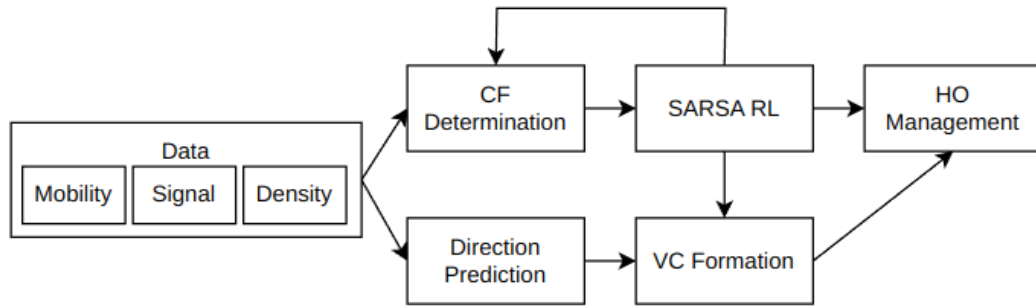 Data
Mobility
Signal
Density
CF
Determination
SARSA RL
HO
Management
Direction
Prediction
VC Formation